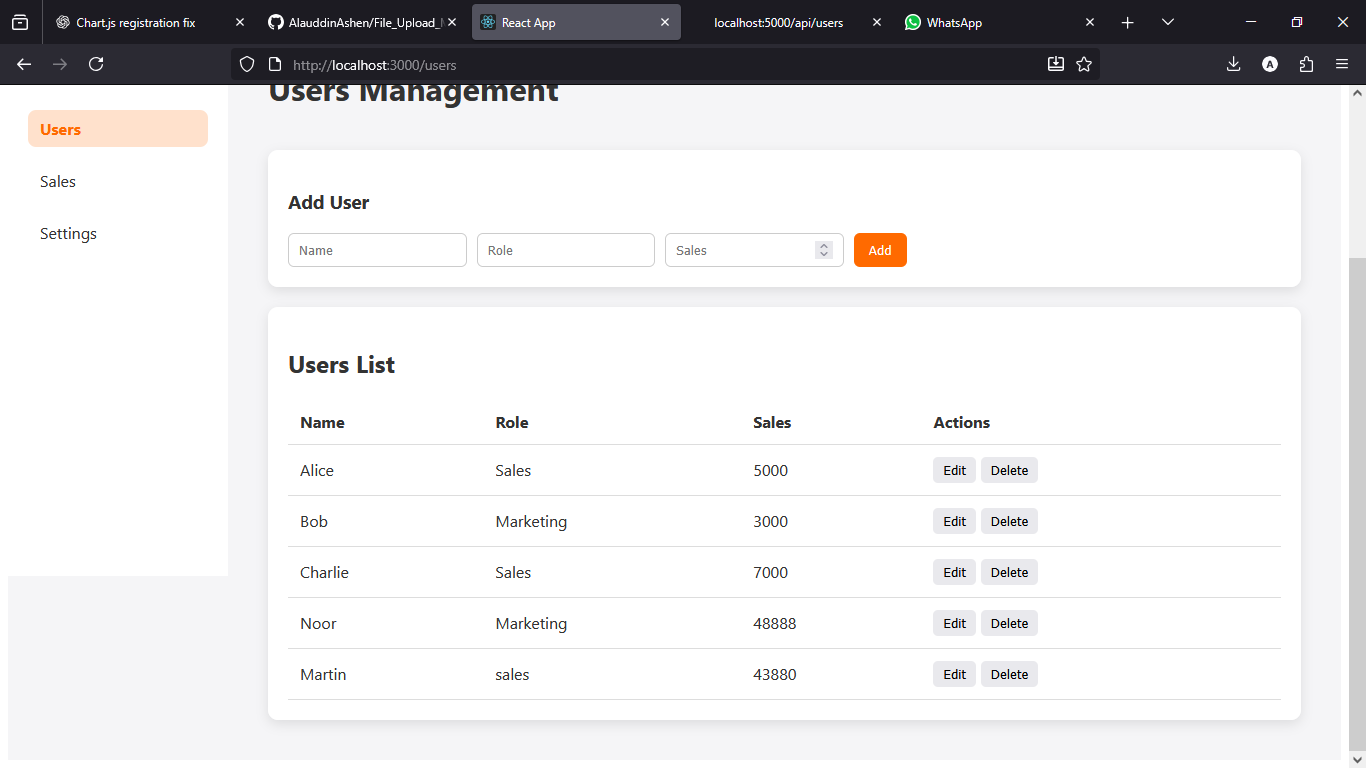 Chart.js registration fix
AlauddinAshen/File_Upload_
React App
localhost:5000/api/users
WhatsApp
http://localhost:3000/users
A
Users Management
Users
Sales
Settings
Add User
Name Role Sales Add
Users List
Name Role Sales Actions
Alice Sales 5000 Edit Delete
Bob Marketing 3000 Edit Delete
Charlie Sales 7000 Edit Delete
Noor Marketing 48888 Edit Delete
Martin sales 43880 Edit Delete